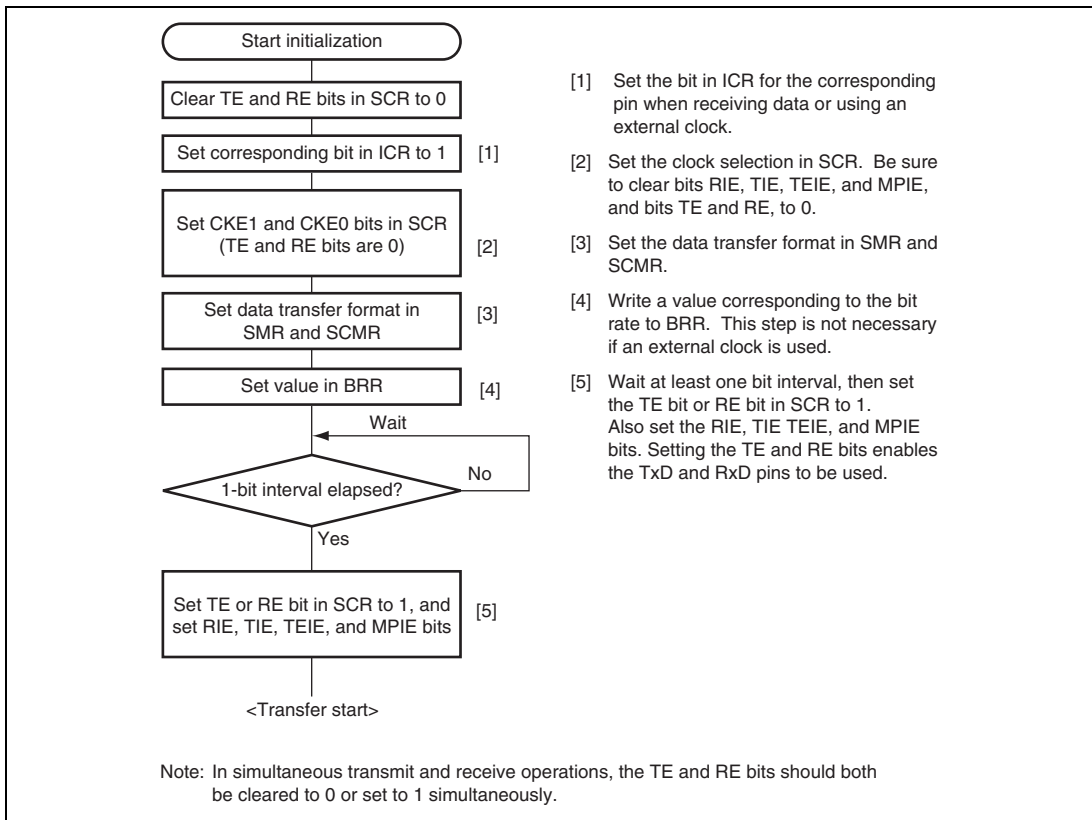 Start initialization
Clear TE and RE bits in SCR to 0
Set corresponding bit in ICR to 1
[1]
Set CKE1 and CKE0 bits in SCR
(TE and RE bits are 0)
[2]
Set data transfer format in
SMR and SCMR
[3]
Set value in BRR
[4]
Wait
1-bit interval elapsed?
No
Yes
Set TE or RE bit in SCR to 1, and
set RIE, TIE, TEIE, and MPIE bits
[5]
<Transfer start>
[1] Set the bit in ICR for the corresponding
pin when receiving data or using an
external clock.
[2] Set the clock selection in SCR. Be sure
to clear bits RIE, TIE, TEIE, and MPIE,
and bits TE and RE, to 0.
[3] Set the data transfer format in SMR and
SCMR.
[4] Write a value corresponding to the bit
rate to BRR. This step is not necessary
if an external clock is used.
[5] Wait at least one bit interval, then set
the TE bit or RE bit in SCR to 1.
Also set the RIE, TIE TEIE, and MPIE
bits. Setting the TE and RE bits enables
the TxD and RxD pins to be used.
Note: In simultaneous transmit and receive operations, the TE and RE bits should both
be cleared to 0 or set to 1 simultaneously.